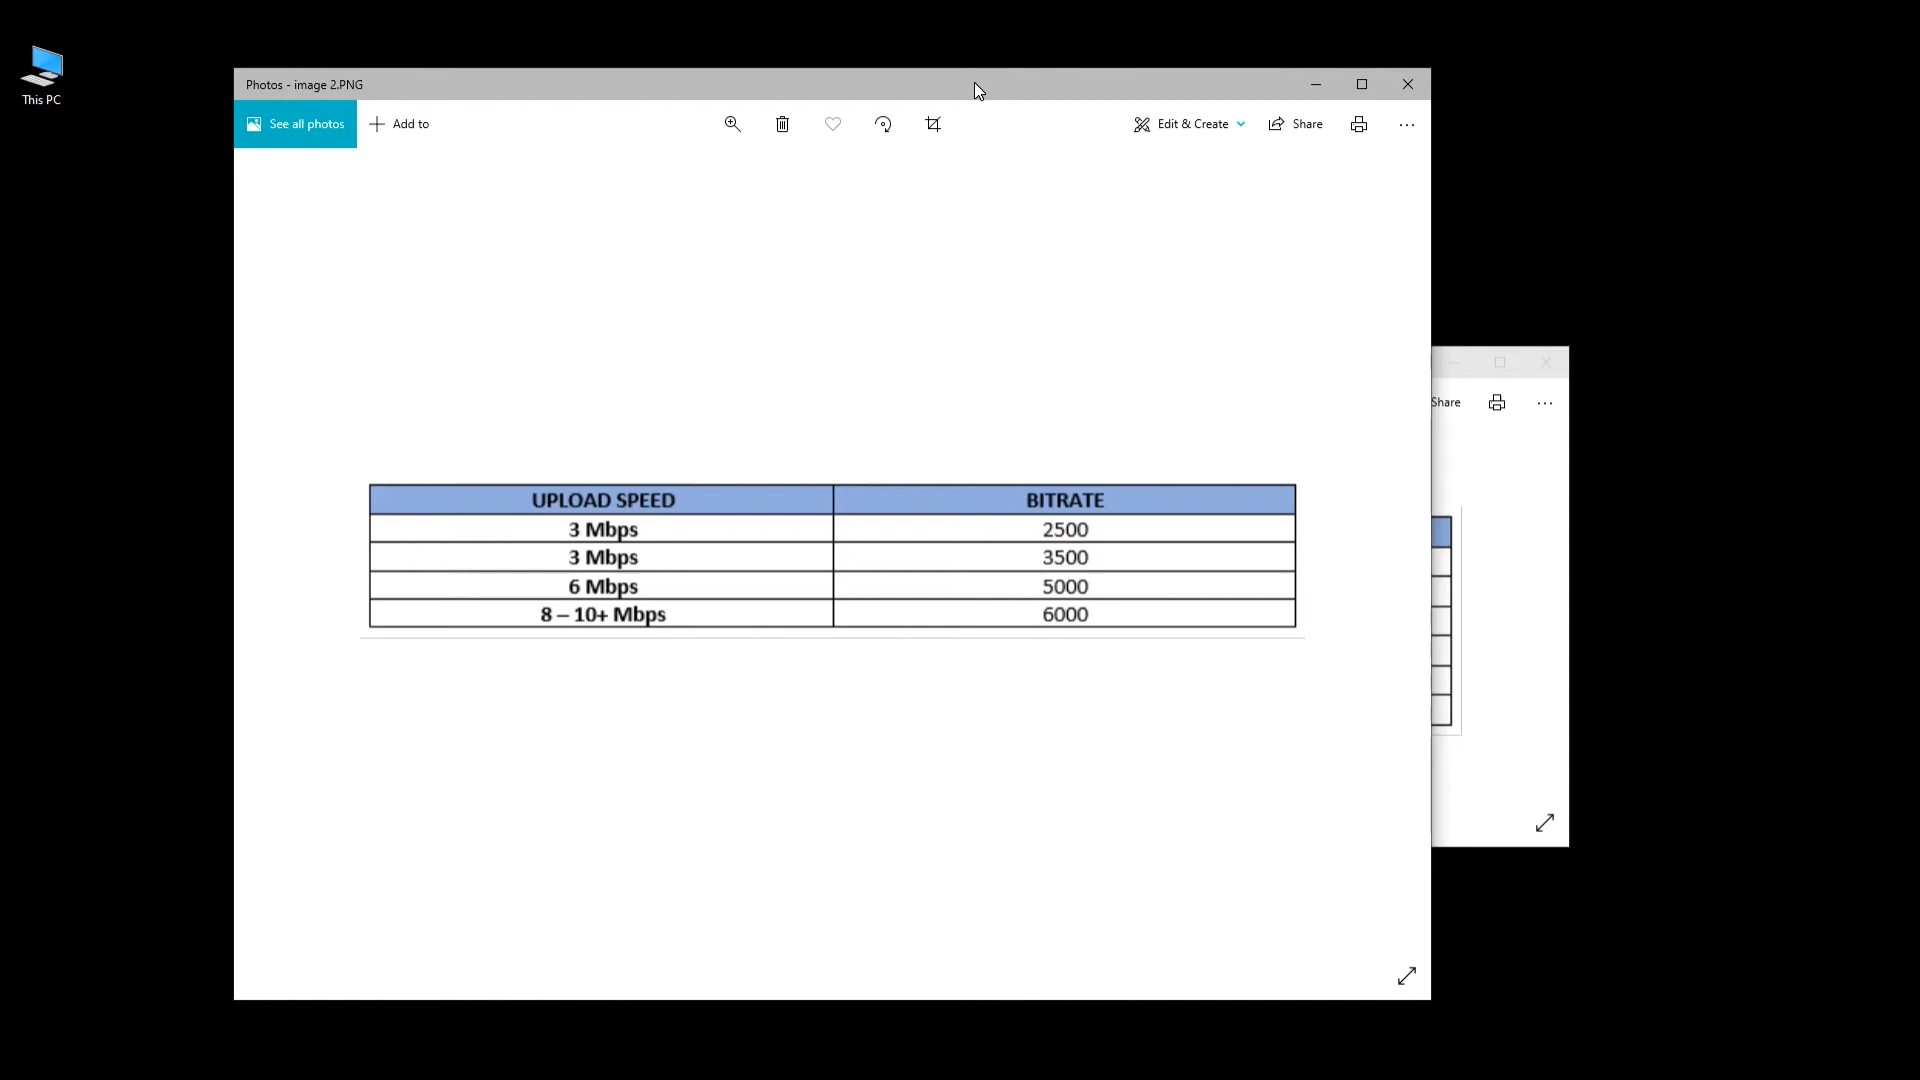 This PC
Photos - image 2.PNG
See all photos
Add to
Edit & Create
Share
UPLOAD SPEED BITRATE
3 Mbps 2500
3 Mbps 3500
6 Mbps 5000
8 – 10+ Mbps 6000
Share